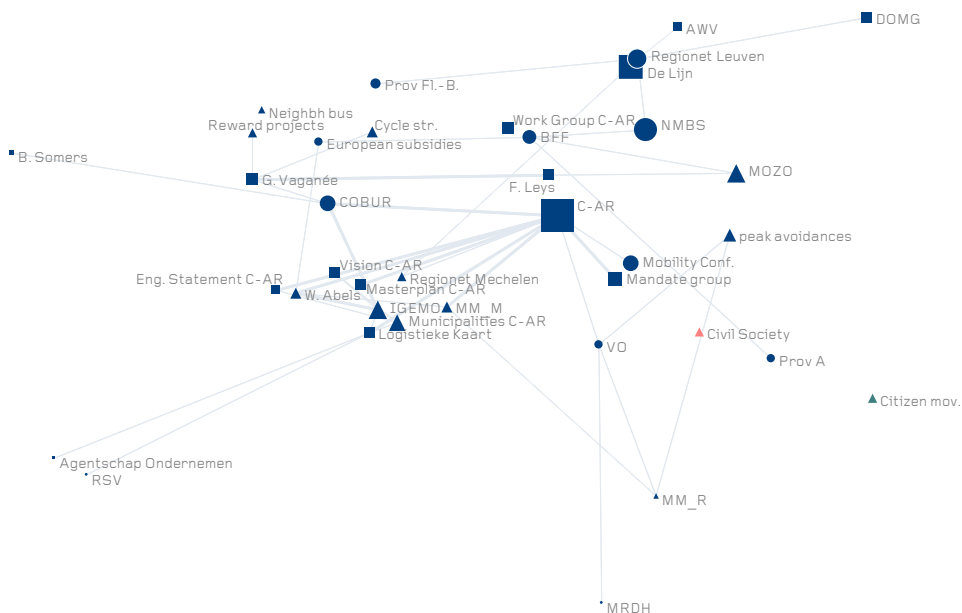 DOMG
AWV
Regionet Leuven
De Lijn
Prov Fl.-B.
Neighbh bus
Reward projects
Cycle str.
Work Group C-AR
NMBS
BFF
European subsidies
B. Somers
G. Vaganée
F. Leys
MOZO
COBUR
C-AR
peak avoidances
Vision C-AR
Mobility Conf.
Eng. Statement C-AR
Regionet Mechelen
Mandate group
W. Abels
Masterplan C-AR
IGEMO
MM_M
Municipalities C-AR
Logistieke Kaart
Civil Society
VO
Prov A
Citizen mov.
Agentschap Ondernemen
RSV
MM_R
MRDH